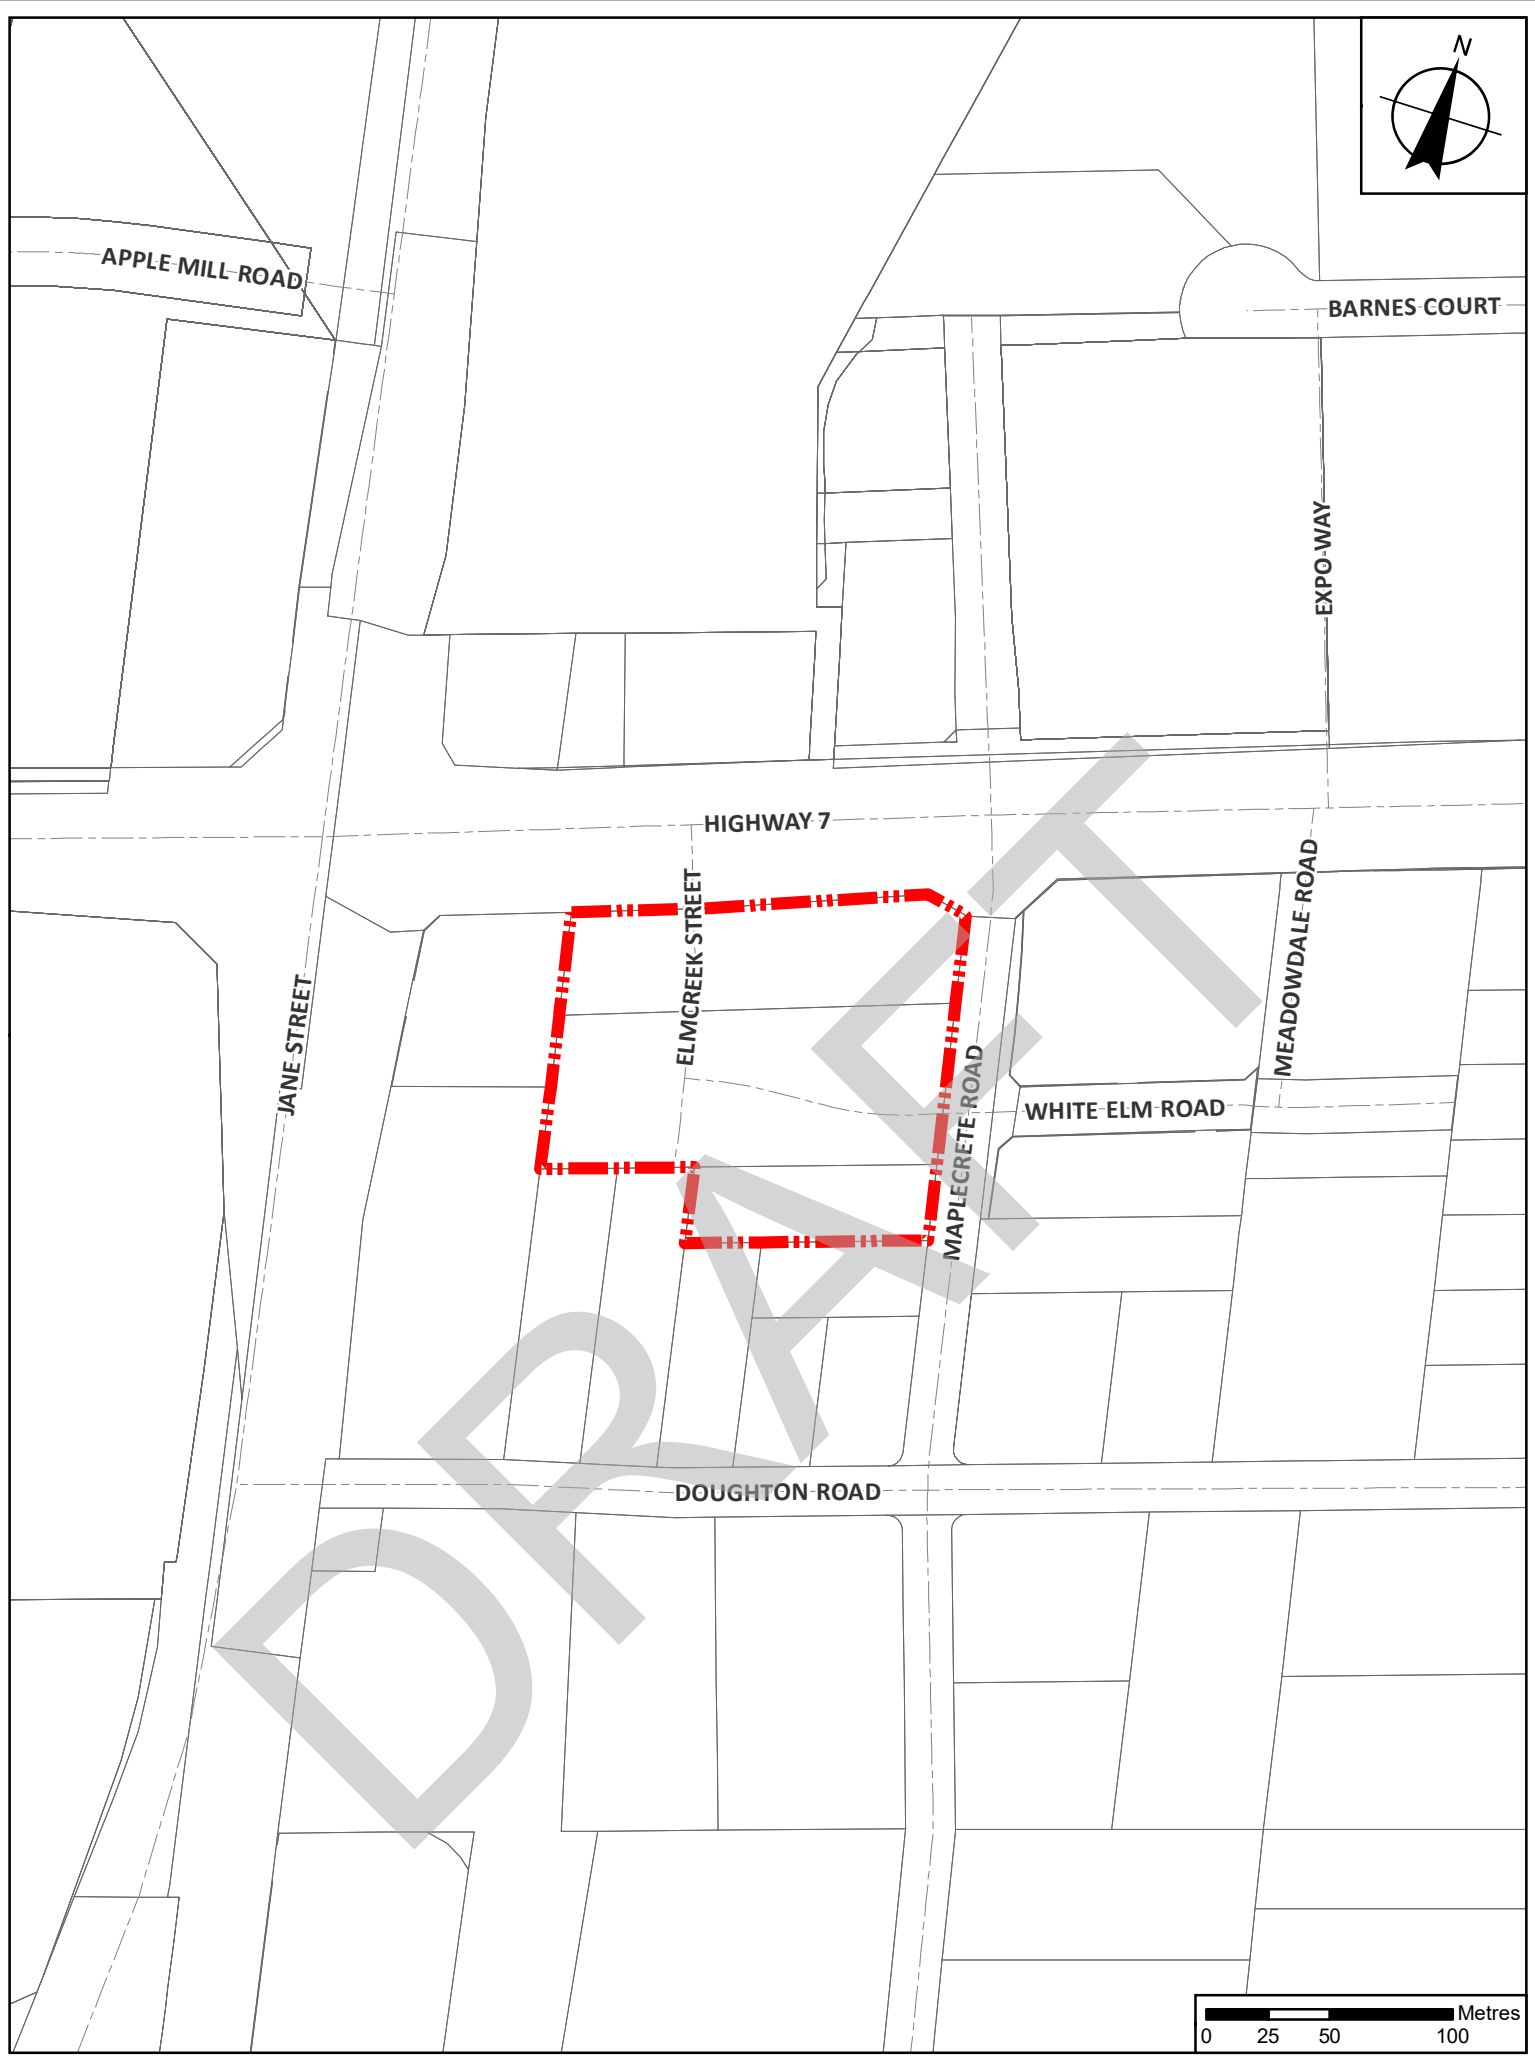 N
APPLE MILL ROAD
BARNES COURT
EXPO WAY
HIGHWAY 7
ELMCREEK STREET
MEADOWDALE ROAD
JANE STREET
MAPLECRETE ROAD
WHITE ELM ROAD
DOUGHTON ROAD
DRAFT
Metres
0 25 50 100